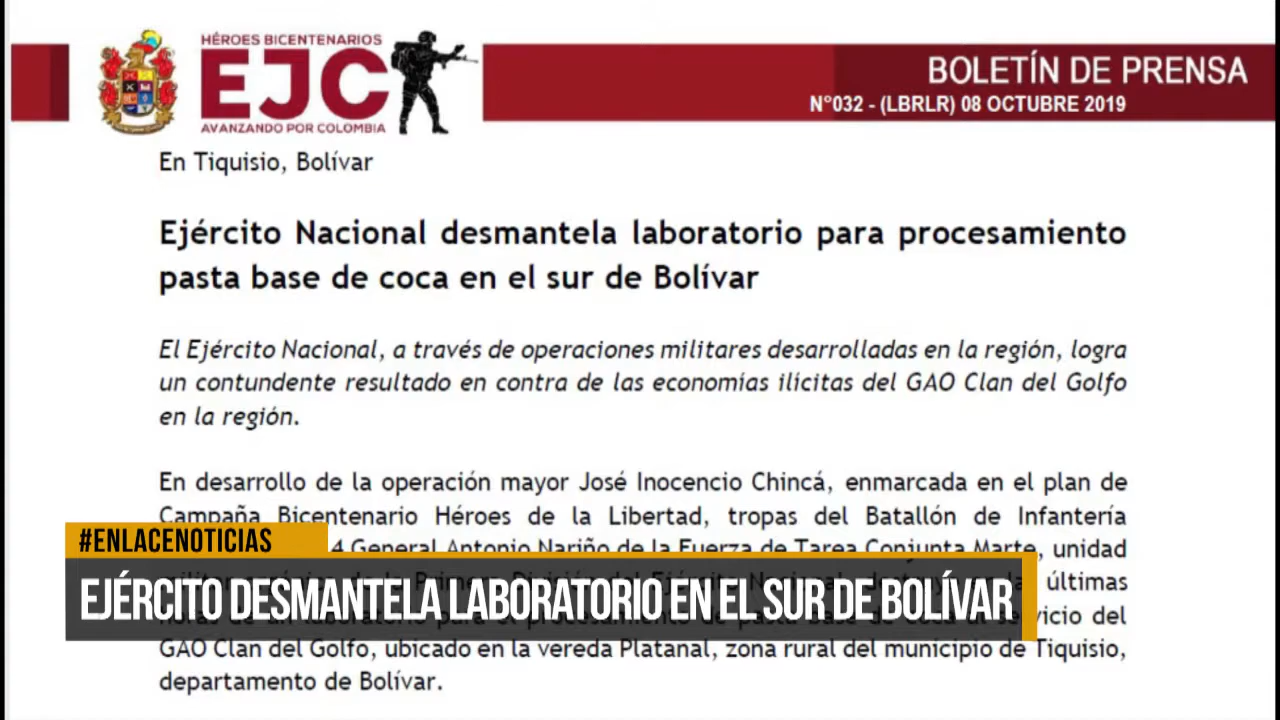 HÉROES BICENTENARIOS
EJC
AVANZANDO POR COLOMBIA
BOLETÍN DE PRENSA
N°032 - (LBRLR) 08 OCTUBRE 2019
En Tiquisio, Bolívar
Ejército Nacional desmantela laboratorio para procesamiento
pasta base de coca en el sur de Bolívar
El Ejército Nacional, a través de operaciones militares desarrolladas en la región, logra
un contundente resultado en contra de las economías ilícitas del GAO Clan del Golfo
en la región.
En desarrollo de la operación mayor José Inocencio Chincá, enmarcada en el plan de
Campaña Bicentenario Héroes de la Libertad, tropas del Batallón de Infantería
4 General Antonio Nariño de la Fuerza de Tarea Conjunta Marte, unidad
últimas
servicio del
GAO Clan del Golfo, ubicado en la vereda Platanal, zona rural del municipio de Tiquisio,
departamento de Bolívar.
#ENLACENOTICIAS
EJÉRCITO DESMANTELA LABORATORIO EN EL SUR DE BOLÍVAR